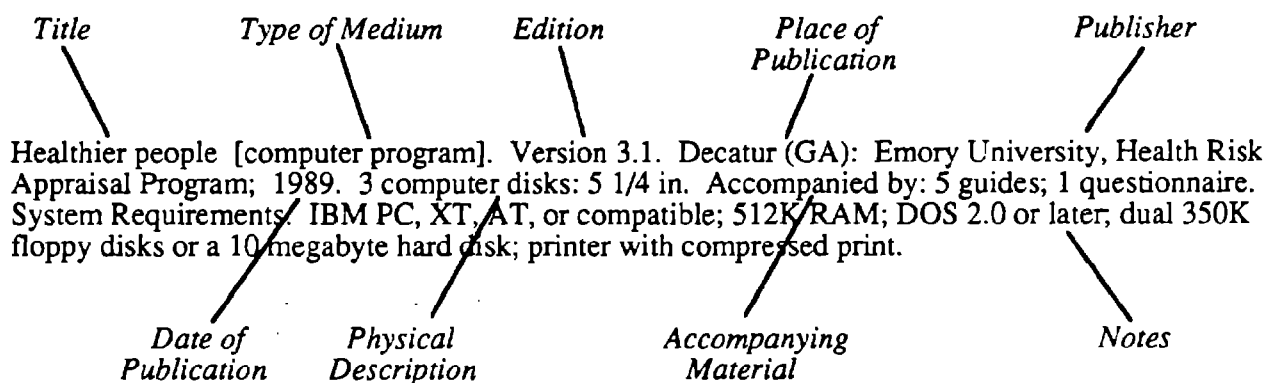 Title Type of Medium Edition Place of Publisher
Publication
Healthier people [computer program]. Version 3.1. Decatur (GA): Emory University, Health Risk
Appraisal Program; 1989. 3 computer disks: 5 1/4 in. Accompanied by: 5 guides; 1 questionnaire.
System Requirements: IBM PC, XT, AT, or compatible; 512K RAM; DOS 2.0 or later; dual 350K
floppy disks or a 10 megabyte hard disk; printer with compressed print.
Date of Physical Accompanying Notes
Publication Description Material